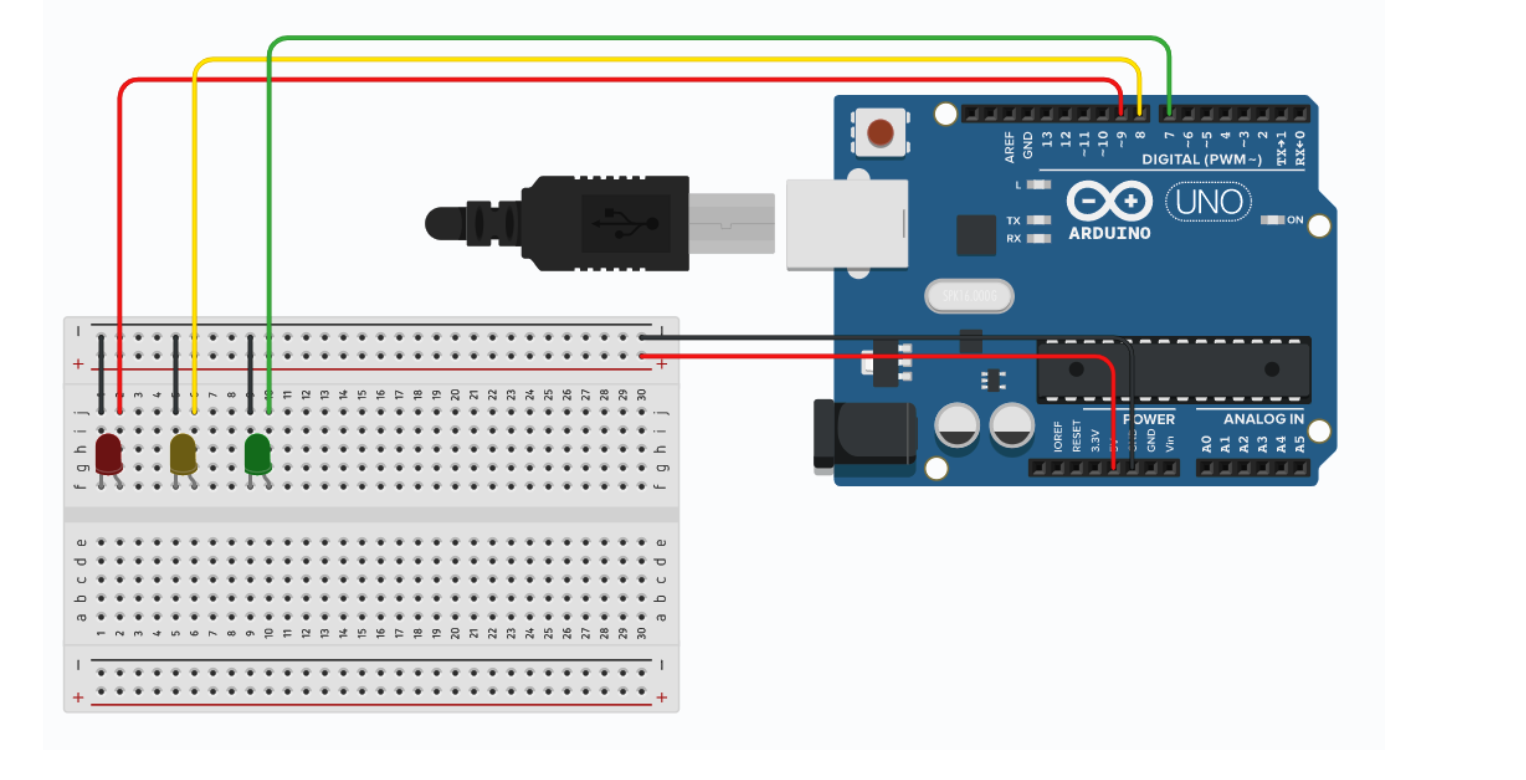 AREF
GND
13
12
~11
~10
~9
8
7
~6
~5
4
~3
2
TX→1
RX←0
DIGITAL (PWM~)
L
TX
RX
ARDUINO
UNO
ON
SPK16.000G
POWER
ANALOG IN
IOREF
RESET
3.3V
GND
Vin
A0
A1
A2
A3
A4
A5
- -
+ +
1 2 3 4 5 6 7 8 9 10 11 12 13 14 15 16 17 18 19 20 21 22 23 24 25 26 27 28 29 30
j j
i i
h h
g g
f f
e e
d d
c c
b b
a a
1 2 3 4 5 6 7 8 9 10 11 12 13 14 15 16 17 18 19 20 21 22 23 24 25 26 27 28 29 30
- -
+ +